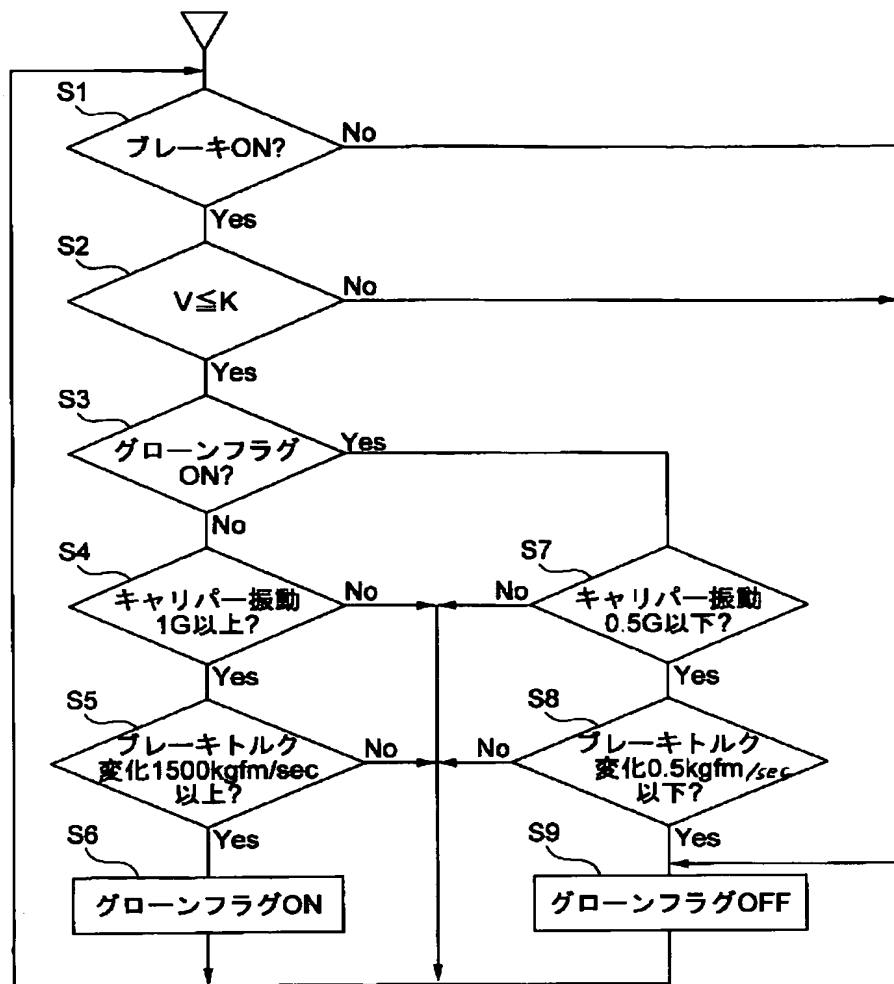 S1
ブレーキON?
No
Yes
S2
V≦K
No
Yes
S3
グローンフラグ
ON?
Yes
No
S4
キャリパー振動
1G以上?
No
Yes
S7
キャリパー振動
0.5G以下?
No
Yes
S5
ブレーキトルク
変化1500kgfm/sec
以上?
No
Yes
S8
ブレーキトルク
変化0.5kgfm/sec
以下?
No
Yes
S6
グローンフラグON
S9
グローンフラグOFF